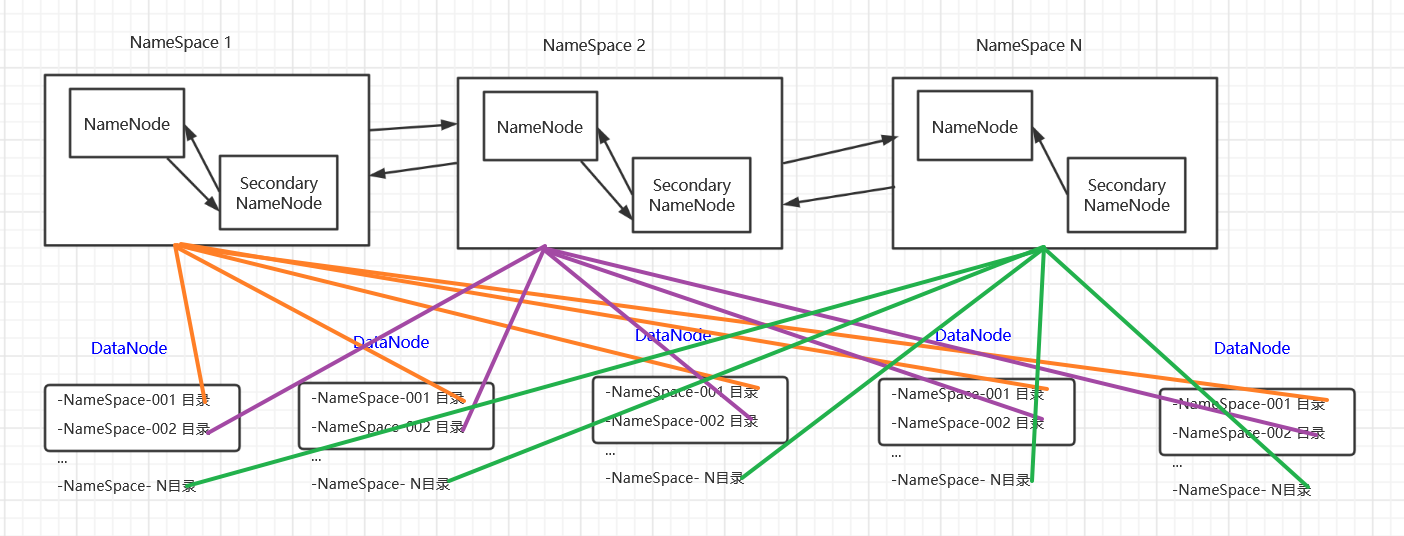 NameSpace 1
NameSpace 2
NameSpace N
NameNode
Secondary
NameNode
NameNode
Secondary
NameNode
NameNode
Secondary
NameNode
DataNode
DataNode
DataNode
DataNode
DataNode
-NameSpace-001 目录
-NameSpace-002 目录
...
-NameSpace- N目录
-NameSpace-001 目录
-NameSpace-002 目录
...
-NameSpace- N目录
-NameSpace-001 目录
-NameSpace-002 目录
...
-NameSpace- N目录
-NameSpace-001 目录
-NameSpace-002 目录
...
-NameSpace- N目录
-NameSpace-001 目录
-NameSpace-002 目录
...
-NameSpace- N目录